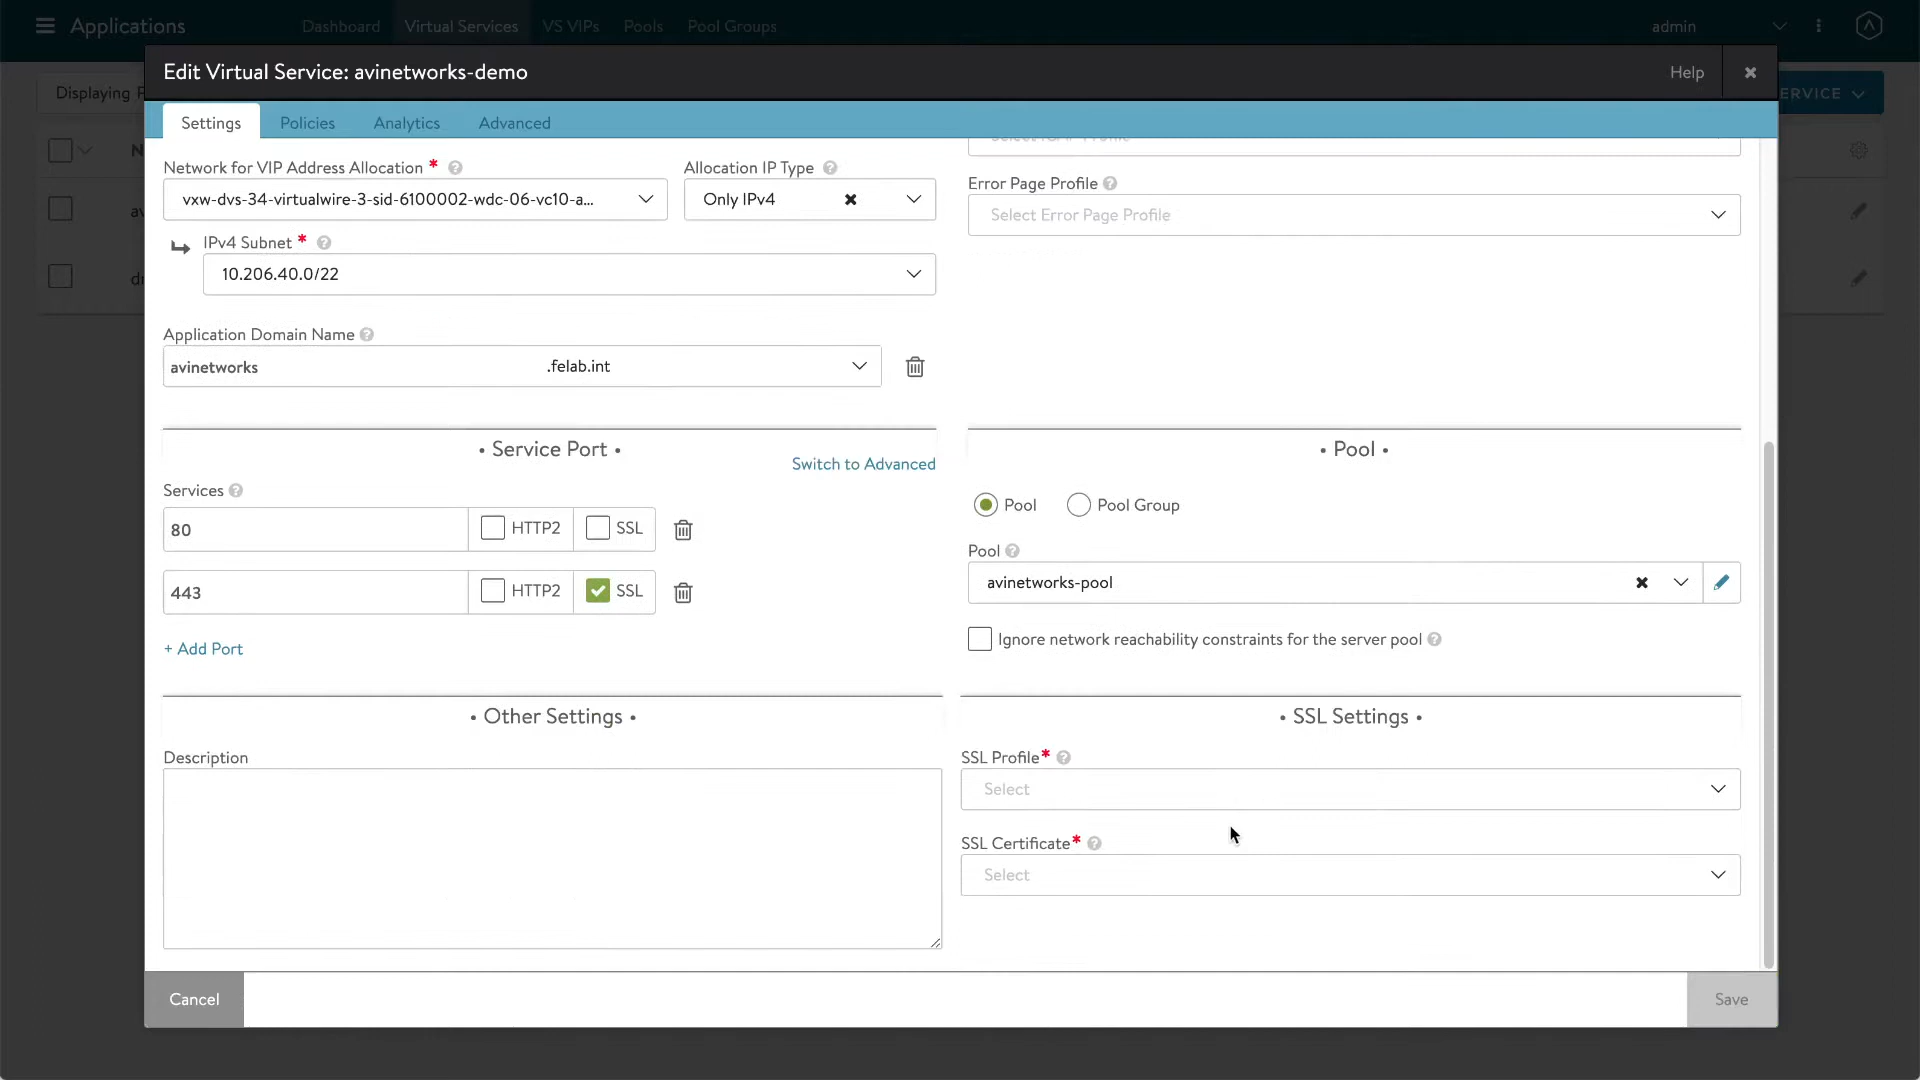 Applications
Dashboard
Virtual Services
VS VIPs
Pools
Pool Groups
admin
Edit Virtual Service: avinetworks-demo
Help
Displaying
ERVICE
Settings
Policies
Analytics
Advanced
Network for VIP Address Allocation *
Allocation IP Type
vxw-dvs-34-virtualwire-3-sid-6100002-wdc-06-vc10-a...
Only IPv4
Error Page Profile
Select Error Page Profile
IPv4 Subnet *
10.206.40.0/22
Application Domain Name
avinetworks
.felab.int
• Service Port •
Switch to Advanced
Services
80
HTTP2
SSL
443
HTTP2
SSL
+ Add Port
• Pool •
Pool
Pool Group
Pool
avinetworks-pool
Ignore network reachability constraints for the server pool
• Other Settings •
Description
• SSL Settings •
SSL Profile*
Select
SSL Certificate*
Select
Cancel
Save